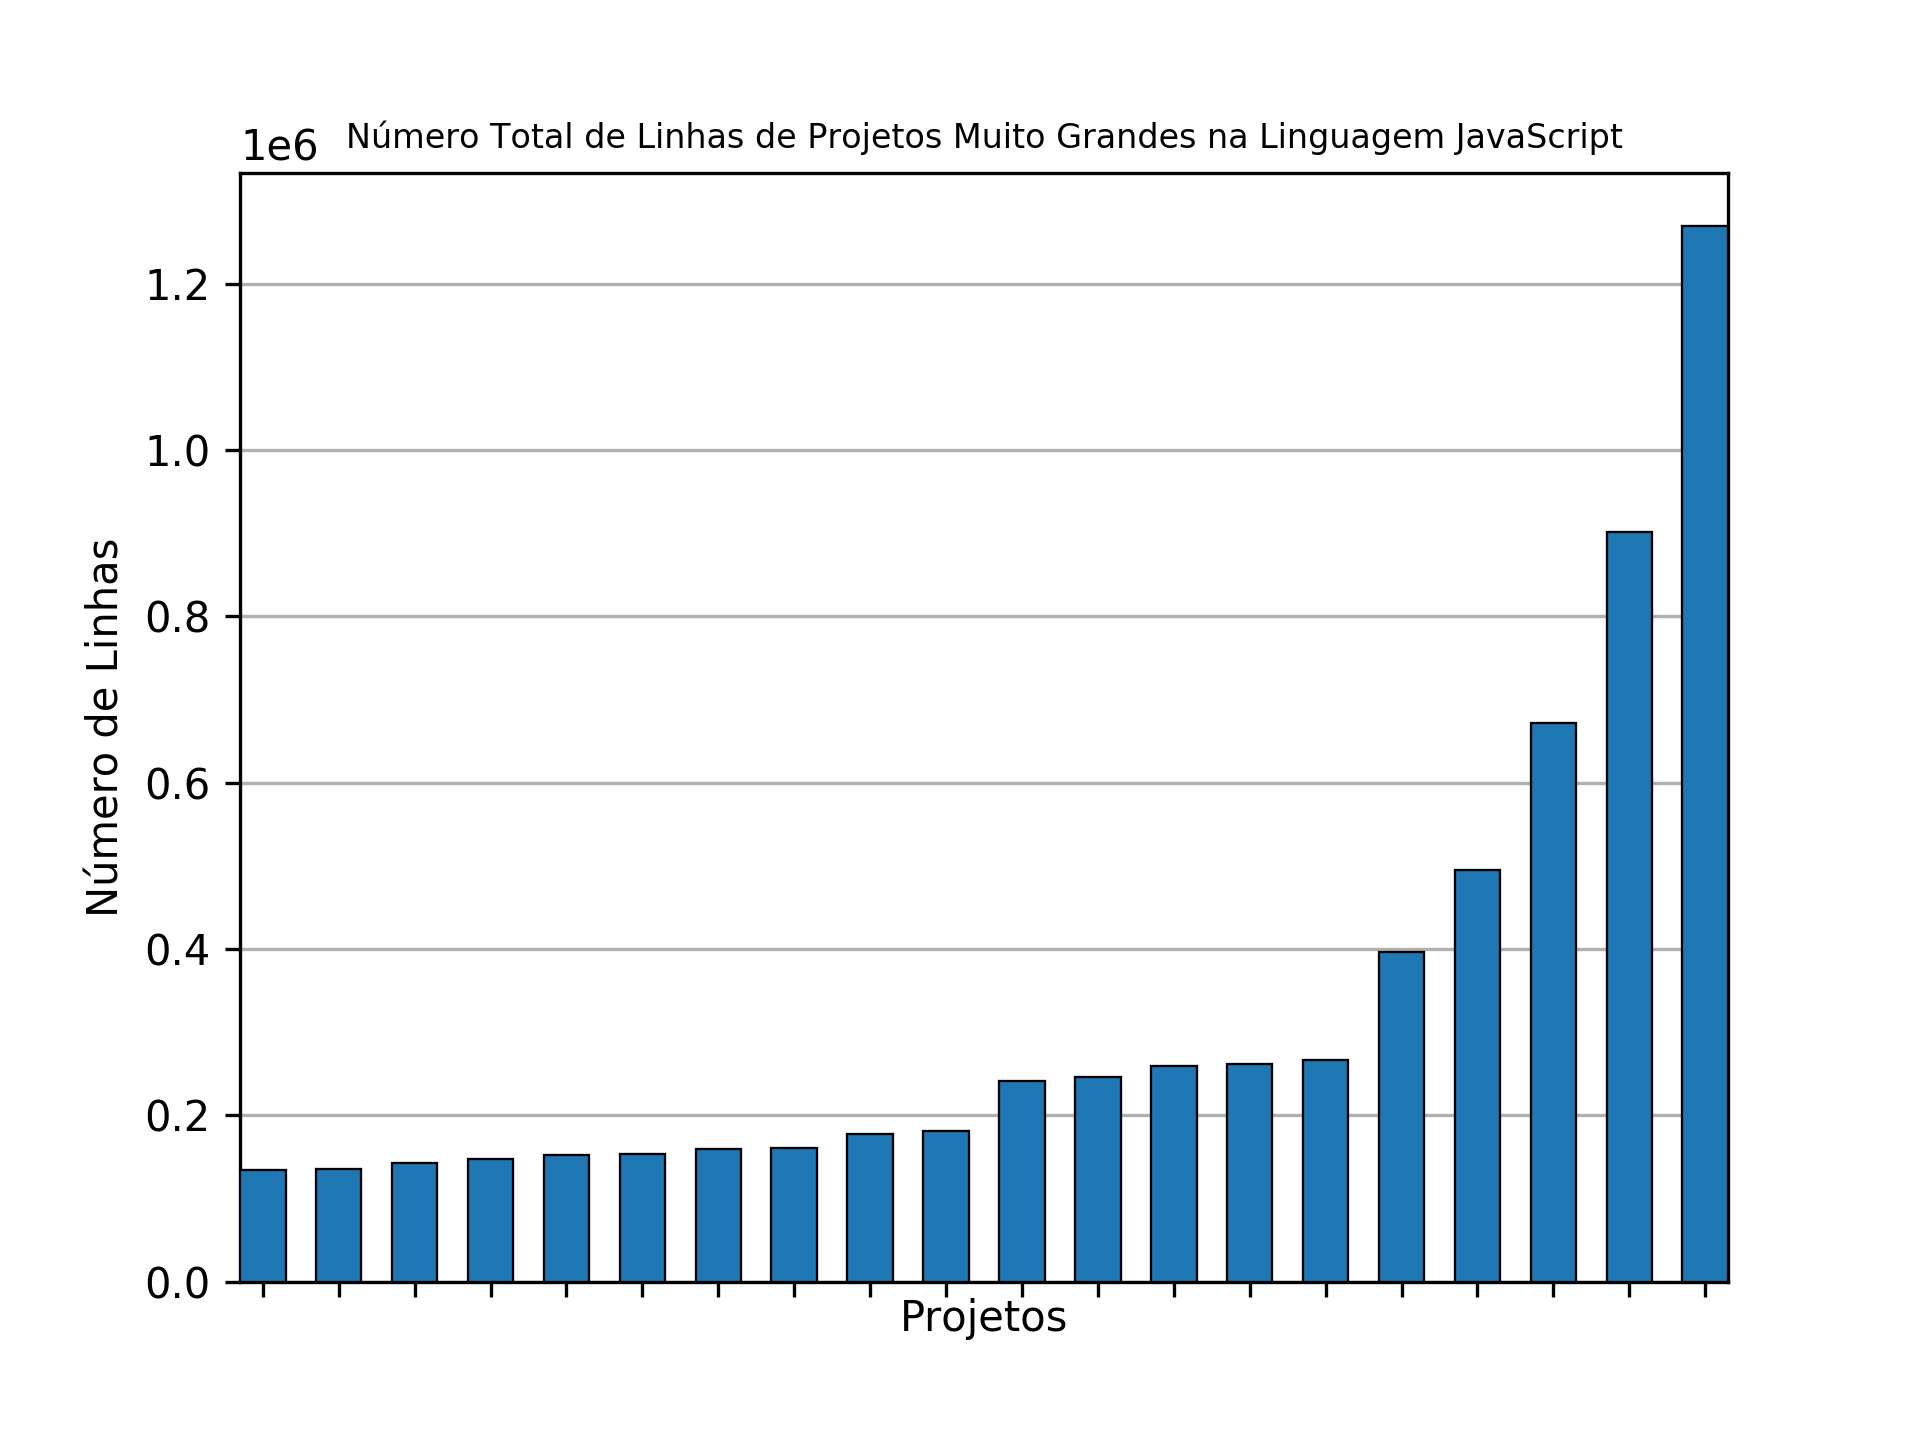 1e6
Número Total de Linhas de Projetos Muito Grandes na Linguagem JavaScript
1.2
1.0
0.8
0.6
0.4
0.2
0.0
Número de Linhas
Projetos